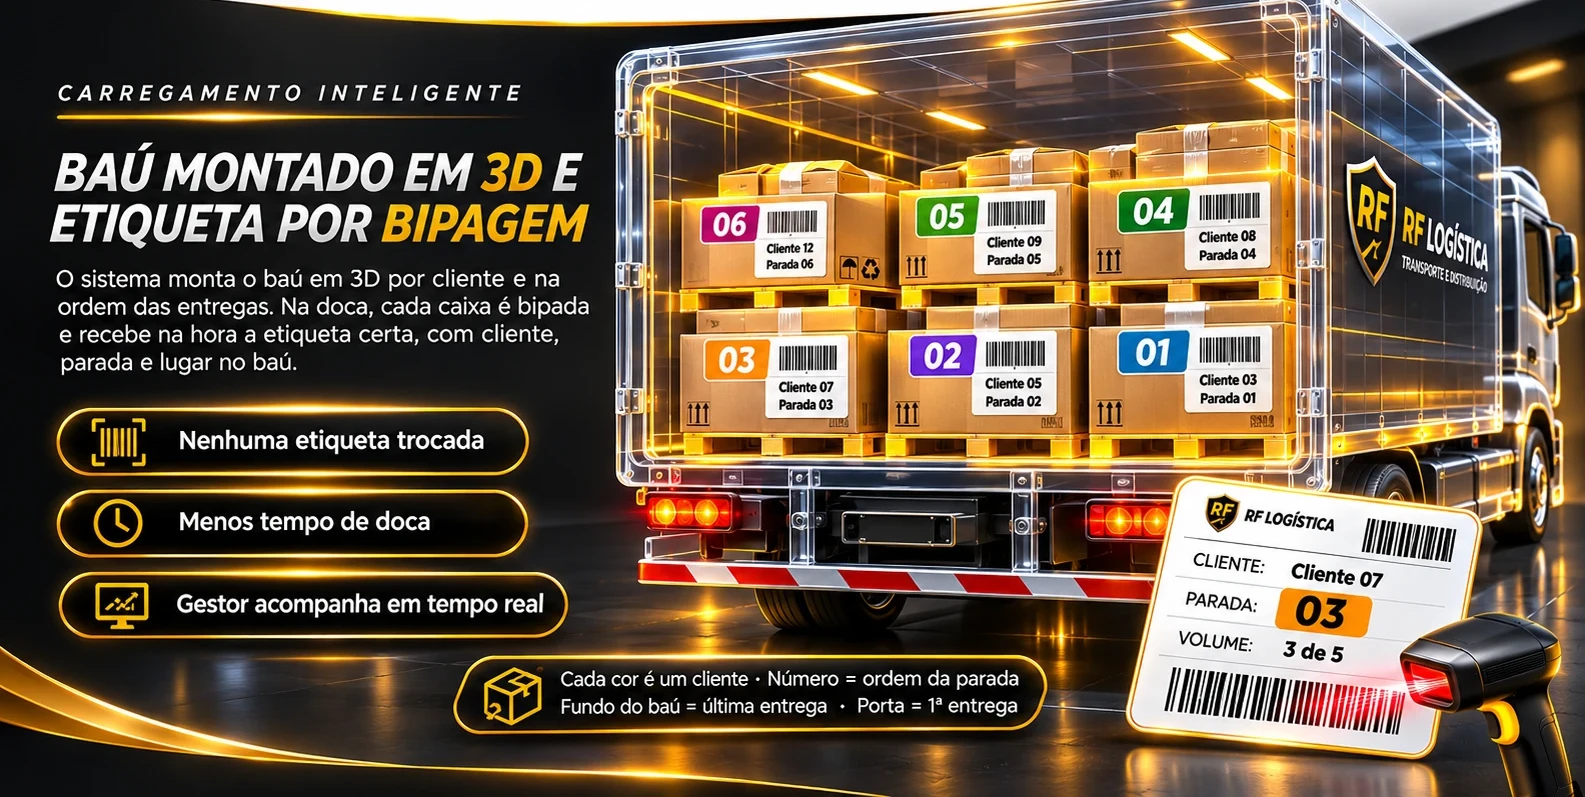 CARREGAMENTO INTELIGENTE
BAÚ MONTADO EM 3D E
ETIQUETA POR BIPAGEM
O sistema monta o baú em 3D por cliente e na
ordem das entregas. Na doca, cada caixa é bipada
e recebe na hora a etiqueta certa, com cliente,
parada e lugar no baú.
Nenhuma etiqueta trocada
Menos tempo de doca
Gestor acompanha em tempo real
Cada cor é um cliente · Número = ordem da parada
Fundo do baú = última entrega · Porta = 1ª entrega
06
Cliente 12
Parada 06
05
Cliente 09
Parada 05
04
Cliente 08
Parada 04
03
Cliente 07
Parada 03
02
Cliente 05
Parada 02
01
Cliente 03
Parada 01
RF
RF LOGÍSTICA
TRANSPORTE E DISTRIBUIÇÃO
RF
RF LOGÍSTICA
CLIENTE: Cliente 07
PARADA: 03
VOLUME: 3 de 5